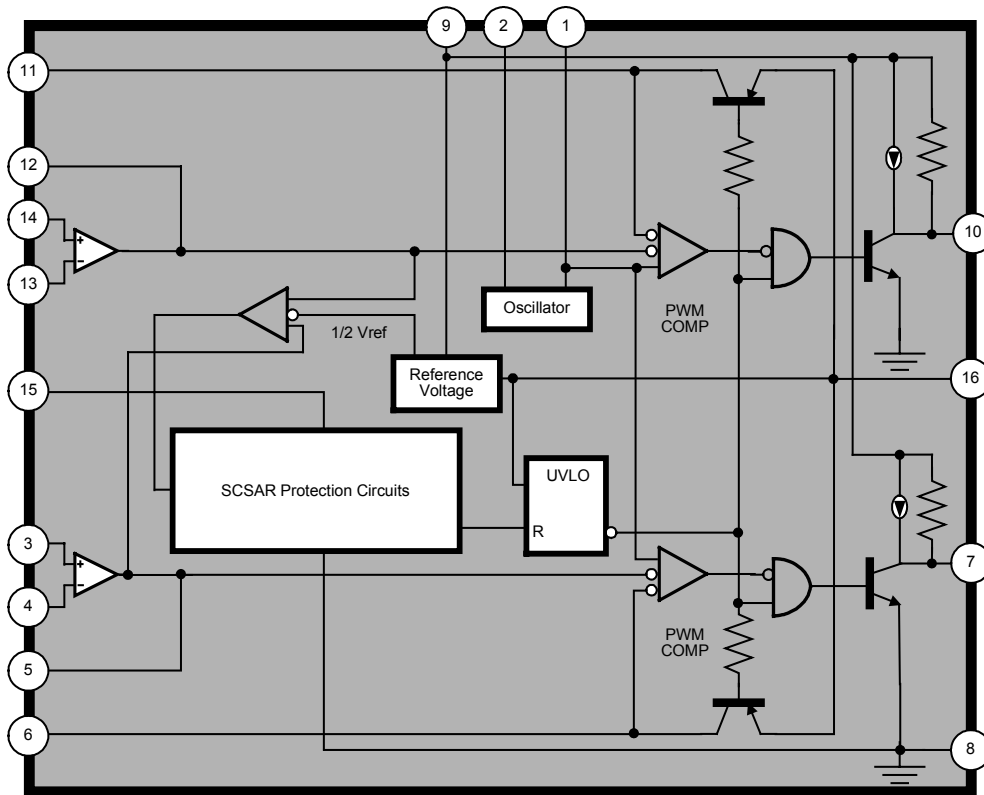 9 2 1
11
12
14
+
10
−
13
Oscillator
PWM
COMP
1/2 Vref
Reference
Voltage
16
15
UVLO
SCSAR Protection Circuits
R
3
+
7
−
4
PWM
COMP
5
6
8